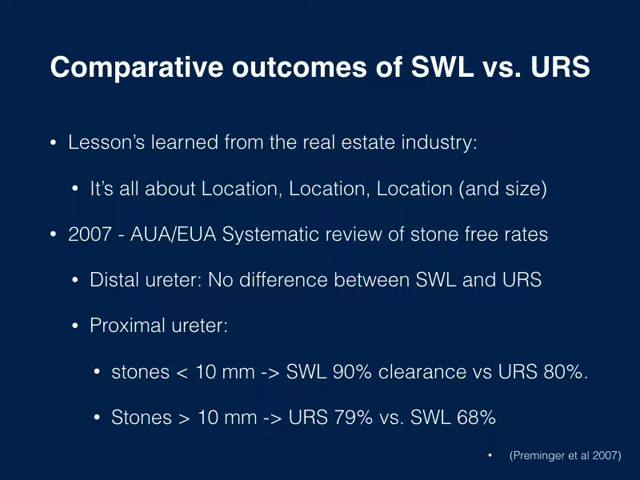 Comparative outcomes of SWL vs. URS
• Lesson's learned from the real estate industry:
• It's all about Location, Location, Location (and size)
• 2007 - AUA/EUA Systematic review of stone free rates
• Distal ureter: No difference between SWL and URS
• Proximal ureter:
• stones < 10 mm -> SWL 90% clearance vs URS 80%.
• Stones > 10 mm -> URS 79% vs. SWL 68%
• (Preminger et al 2007)